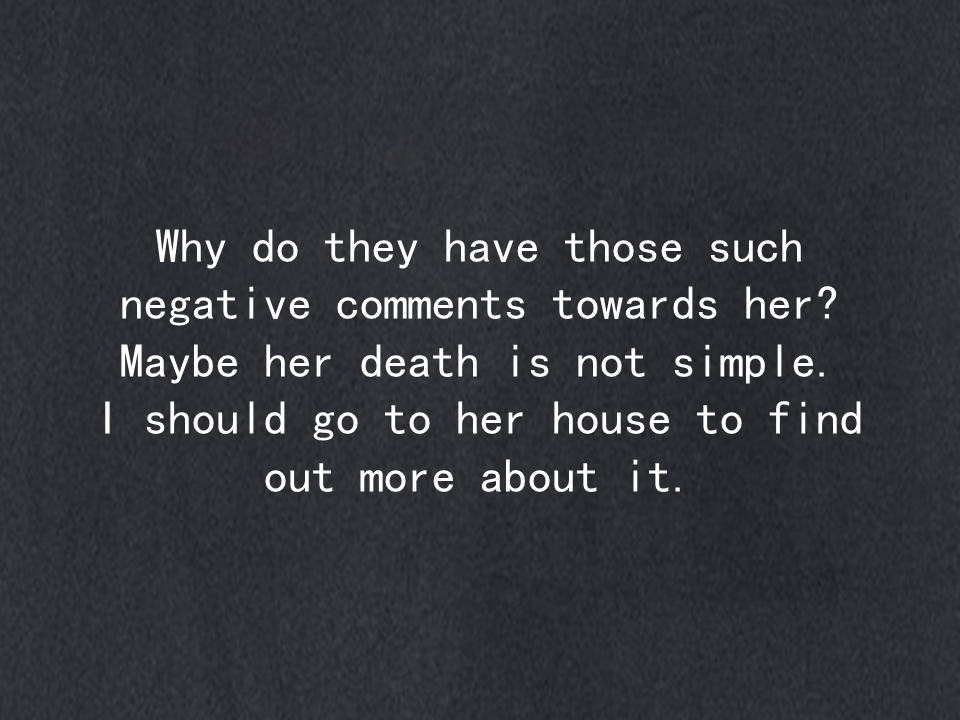 Why do they have those such
negative comments towards her?
Maybe her death is not simple.
I should go to her house to find
out more about it.